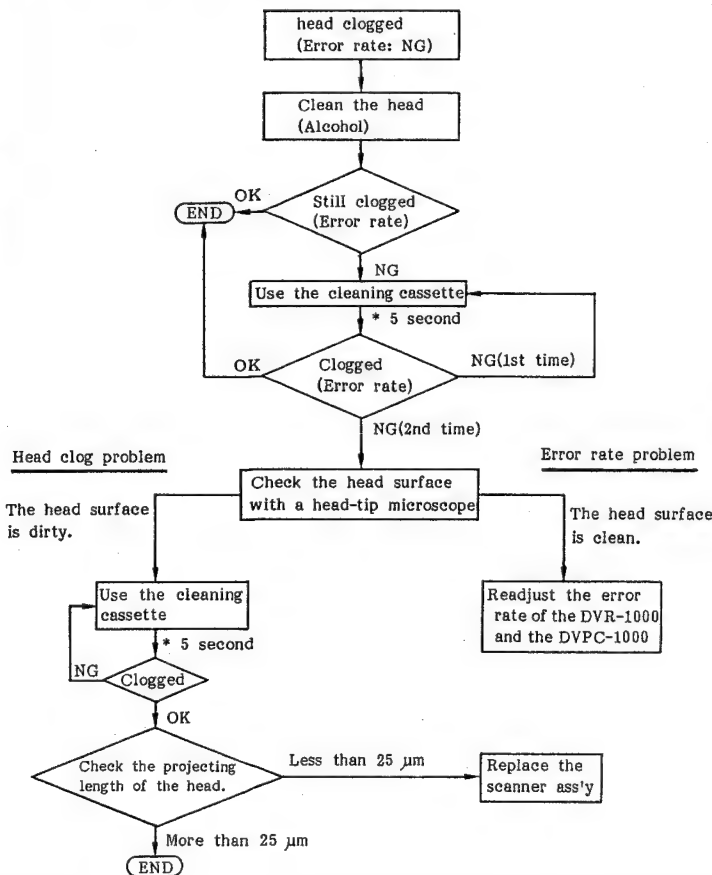 head clogged
(Error rate: NG)
Clean the head
(Alcohol)
OK
END
Still clogged
(Error rate)
NG
Use the cleaning cassette
* 5 second
OK
Clogged
(Error rate)
NG(1st time)
NG(2nd time)
Head clog problem
Error rate problem
Check the head surface
with a head-tip microscope
The head surface
is dirty.
The head surface
is clean.
Use the cleaning
cassette
Readjust the error
rate of the DVR-1000
and the DVPC-1000
* 5 second
NG
Clogged
OK
Check the projecting
length of the head.
Less than 25 μm
Replace the
scanner ass'y
More than 25 μm
END